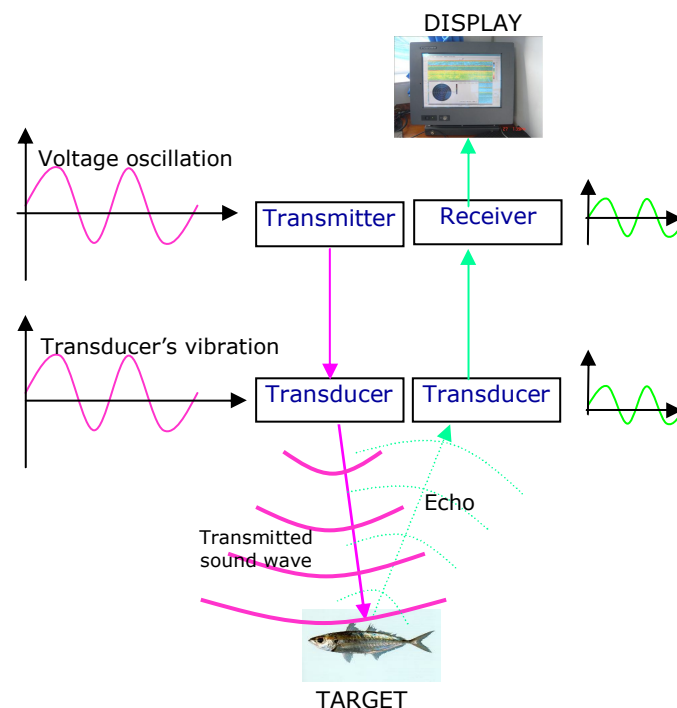 DISPLAY
Voltage oscillation
Transmitter
Receiver
Transducer's vibration
Transducer
Transducer
Echo
Transmitted
sound wave
TARGET